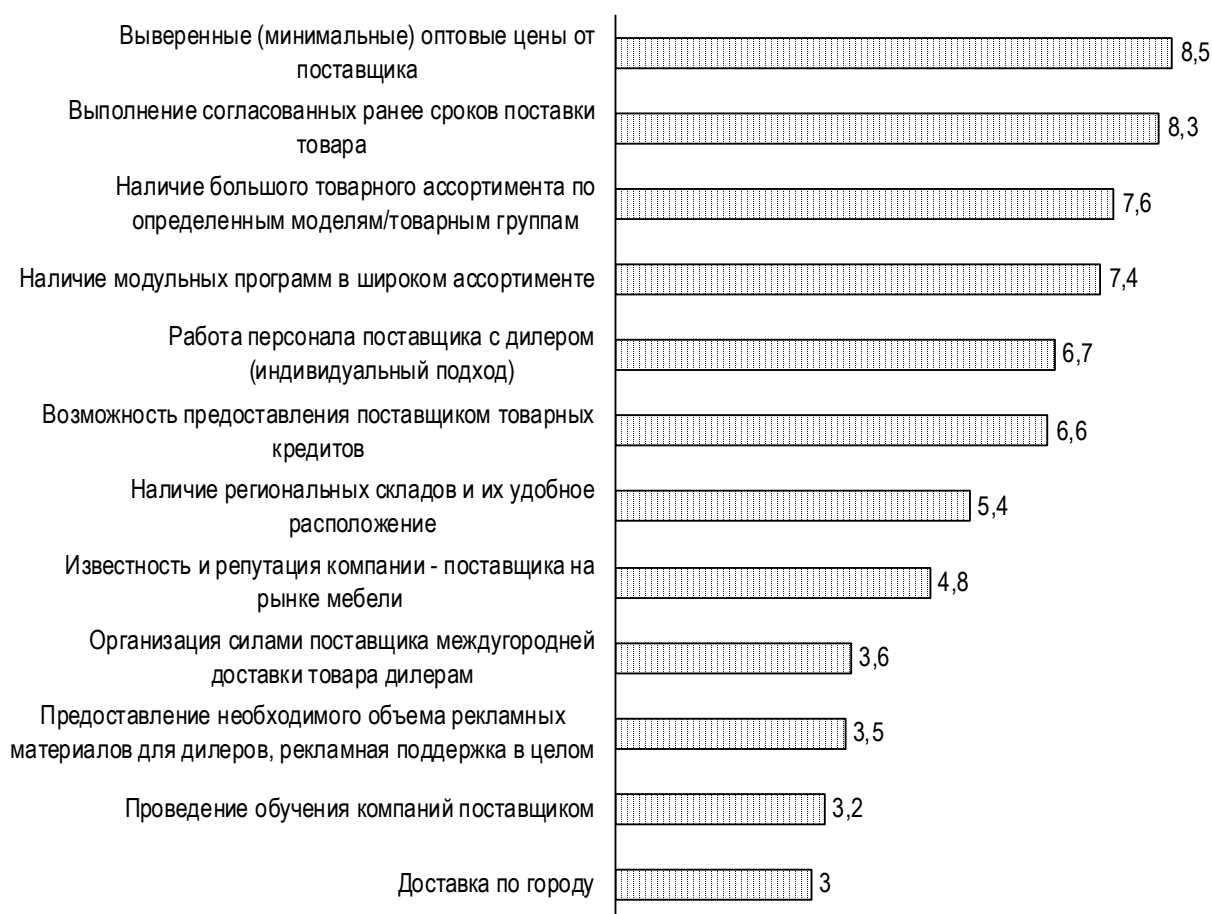 Выверенные (минимальные) оптовые цены от
поставщика
8,5
Выполнение согласованных ранее сроков поставки
товара
8,3
Наличие большого товарного ассортимента по
определенным моделям/товарным группам
7,6
Наличие модульных программ в широком ассортименте
7,4
Работа персонала поставщика с дилером
(индивидуальный подход)
6,7
Возможность предоставления поставщиком товарных
кредитов
6,6
Наличие региональных складов и их удобное
расположение
5,4
Известность и репутация компании - поставщика на
рынке мебели
4,8
Организация силами поставщика междугородней
доставки товара дилерам
3,6
Предоставление необходимого объема рекламных
материалов для дилеров, рекламная поддержка в целом
3,5
Проведение обучения компаний поставщиком
3,2
Доставка по городу
3